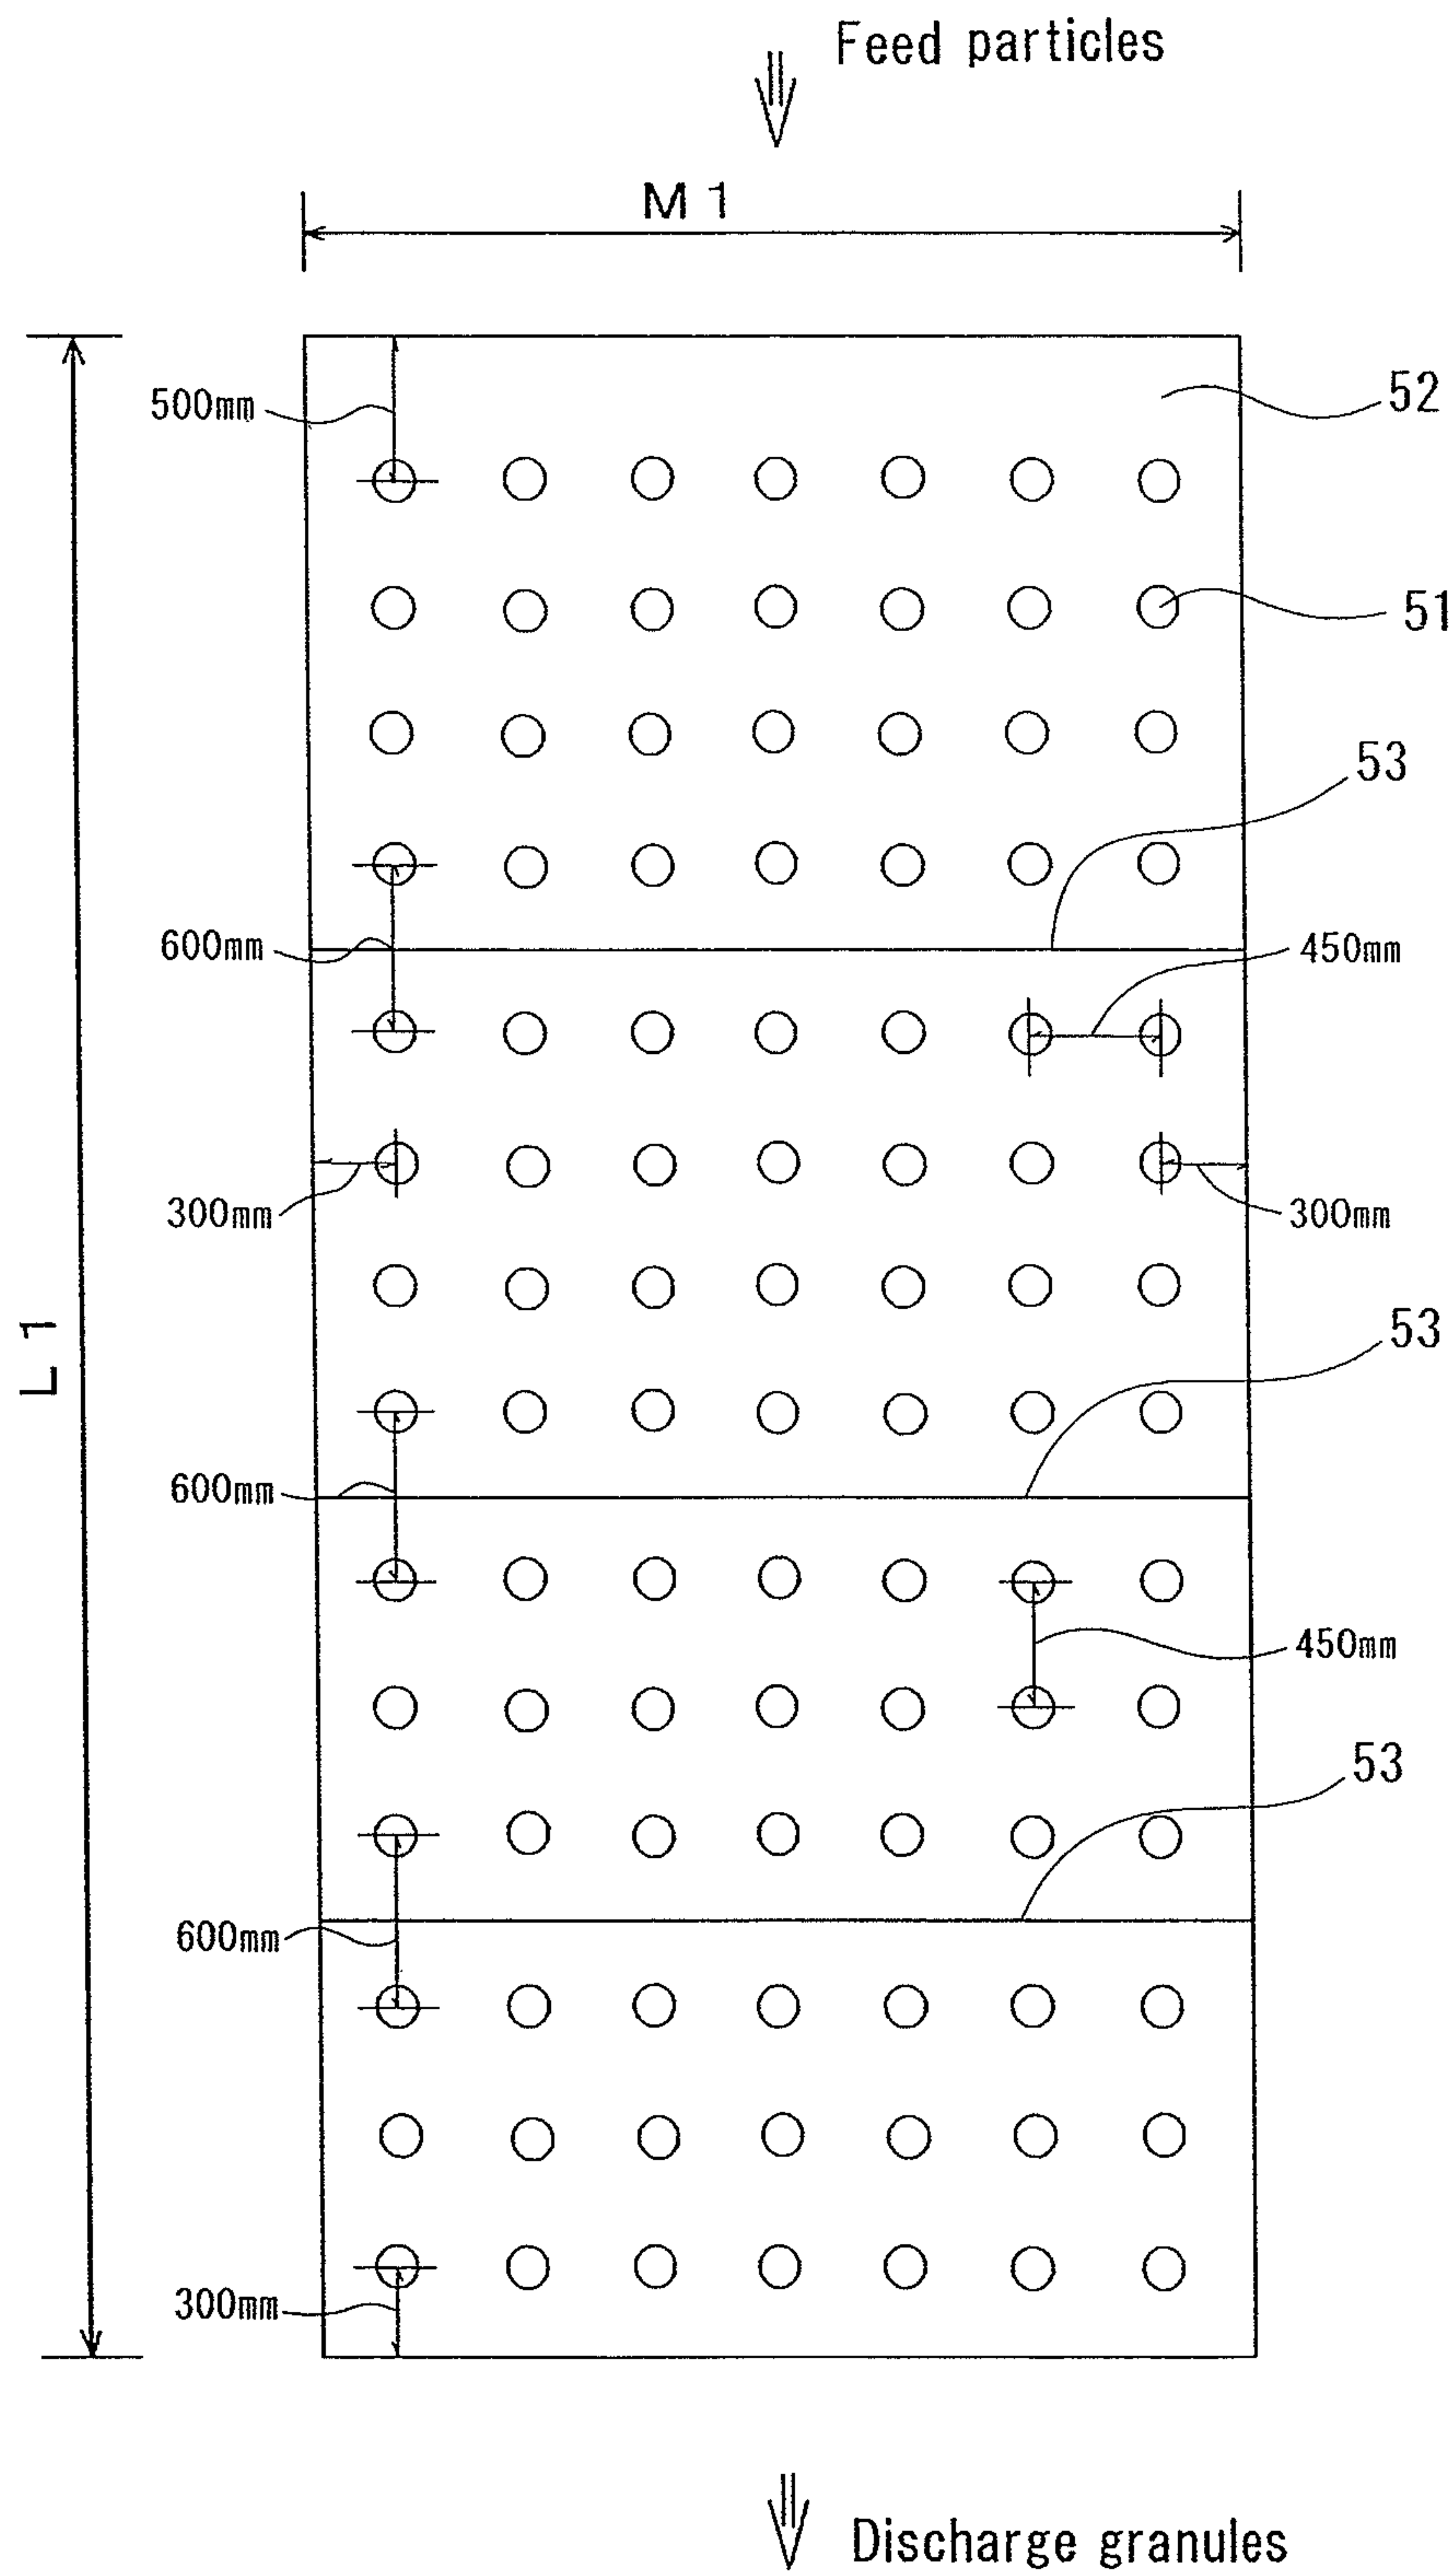 Feed particles
M 1
500mm
52
51
53
600mm
450mm
300mm
300mm
L 1
53
600mm
450mm
53
600mm
300mm
Discharge granules